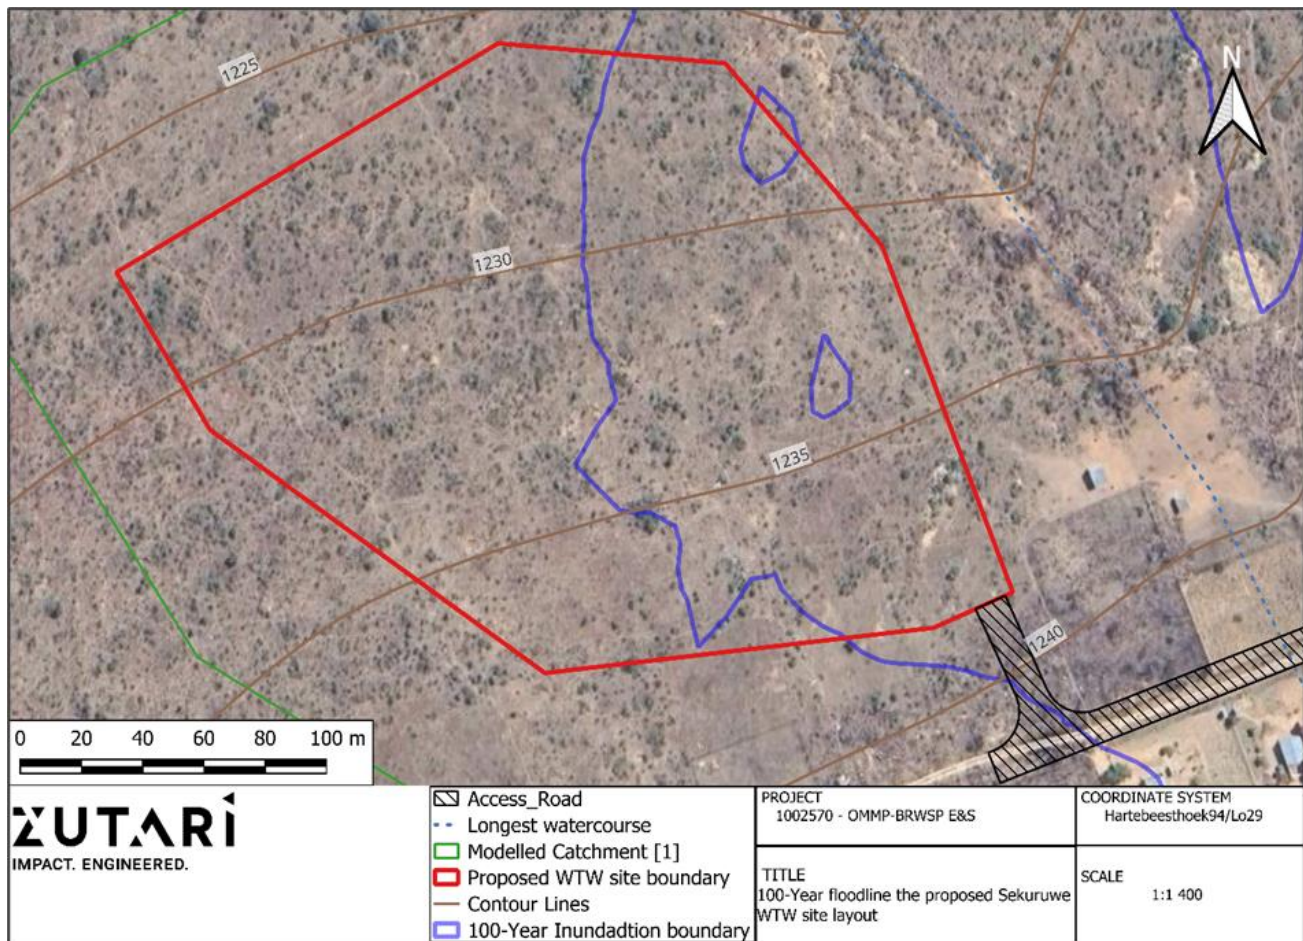 N
1225
1230
1235
1240
0 20 40 60 80 100 m
ZUTARI
IMPACT. ENGINEERED.
Access_Road
Longest watercourse
Modelled Catchment [1]
Proposed WTW site boundary
Contour Lines
100-Year Inundadtion boundary
PROJECT
1002570 - OMMP-BRWSP E&S
TITLE
100-Year floodline the proposed Sekuruwe
WTW site layout
COORDINATE SYSTEM
Hartebeesthoek94/Lo29
SCALE
1:1 400